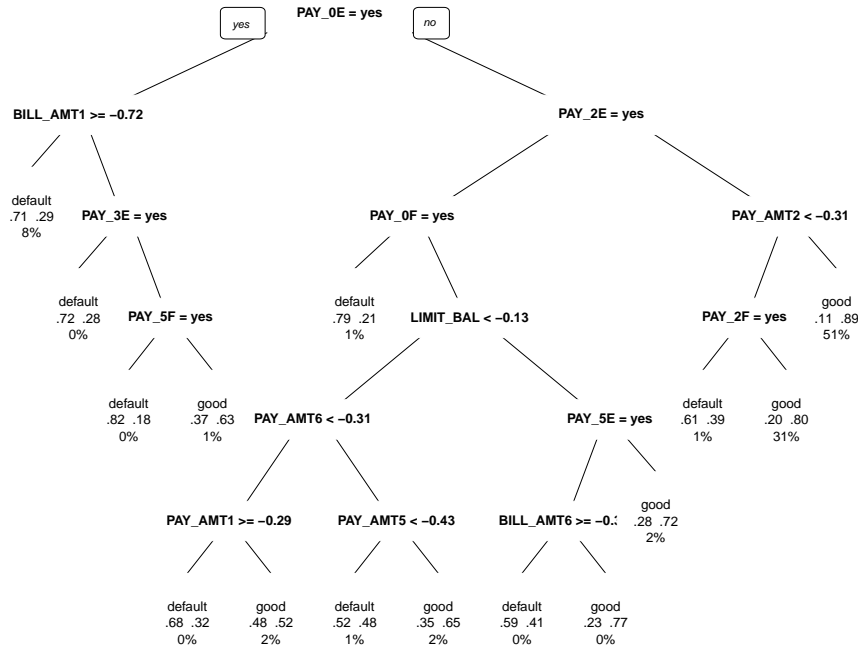 PAY_0E = yes
yes
no
BILL_AMT1 >= −0.72
PAY_2E = yes
default
.71 .29
8%
PAY_3E = yes
PAY_0F = yes
PAY_AMT2 < −0.31
default
.72 .28
0%
PAY_5F = yes
default
.79 .21
1%
LIMIT_BAL < −0.13
PAY_2F = yes
good
.11 .89
51%
default
.82 .18
0%
good
.37 .63
1%
PAY_AMT6 < −0.31
PAY_5E = yes
default
.61 .39
1%
good
.20 .80
31%
PAY_AMT1 >= −0.29
PAY_AMT5 < −0.43
BILL_AMT6 >=
good
.28 .72
2%
default
.68 .32
0%
good
.48 .52
2%
default
.52 .48
1%
good
.35 .65
2%
default
.59 .41
0%
good
.23 .77
0%